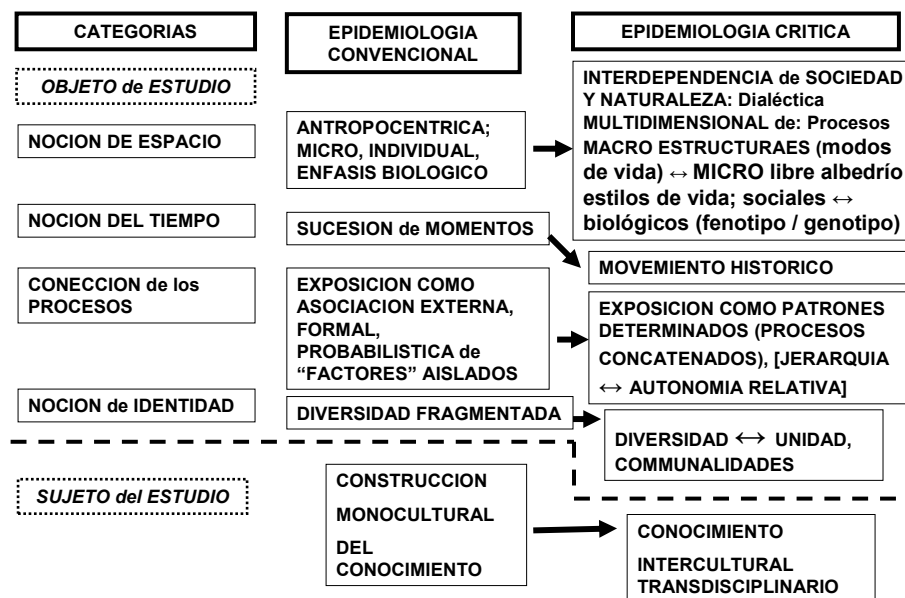 CATEGORIAS
EPIDEMIOLOGIA
CONVENCIONAL
EPIDEMIOLOGIA CRITICA
OBJETO de ESTUDIO
NOCION DE ESPACIO
ANTROPOCENTRICA;
MICRO, INDIVIDUAL,
ENFASIS BIOLOGICO
INTERDEPENDENCIA de SOCIEDAD
Y NATURALEZA: Dialéctica
MULTIDIMENSIONAL de: Procesos
MACRO ESTRUCTURAES (modos
de vida) ↔ MICRO libre albedrío
estilos de vida; sociales ↔
biológicos (fenotipo / genotipo)
NOCION DEL TIEMPO
SUCESION de MOMENTOS
MOVIMIENTO HISTORICO
CONECCION de los
PROCESOS
EXPOSICION COMO
ASOCIACION EXTERNA,
FORMAL,
PROBABILISTICA de
“FACTORES” AISLADOS
EXPOSICION COMO PATRONES
DETERMINADOS (PROCESOS
CONCATENADOS), [JERARQUIA
↔ AUTONOMIA RELATIVA]
NOCION de IDENTIDAD
DIVERSIDAD FRAGMENTADA
DIVERSIDAD ↔ UNIDAD,
COMMUNALIDADES
SUJETO del ESTUDIO
CONSTRUCCION
MONOCULTURAL
DEL
CONOCIMIENTO
CONOCIMIENTO
INTERCULTURAL
TRANSDISCIPLINARIO